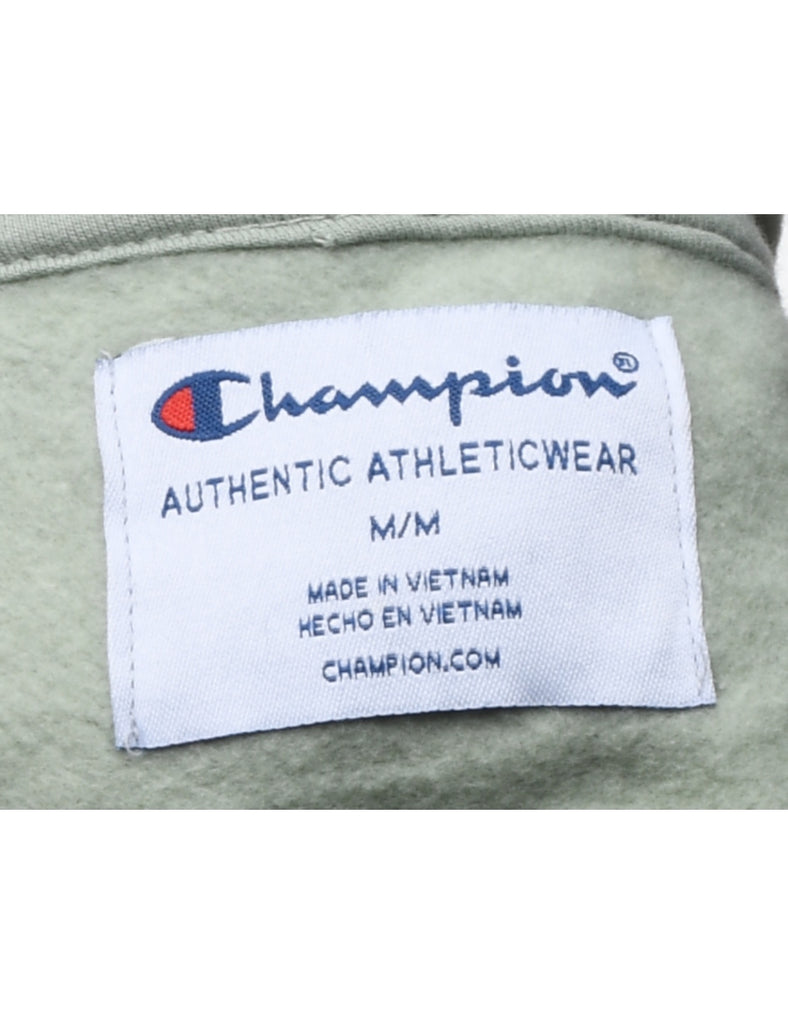 Champion®
AUTHENTIC ATHLETICWEAR
M/M
MADE IN VIETNAM
HECHO EN VIETNAM
CHAMPION.COM